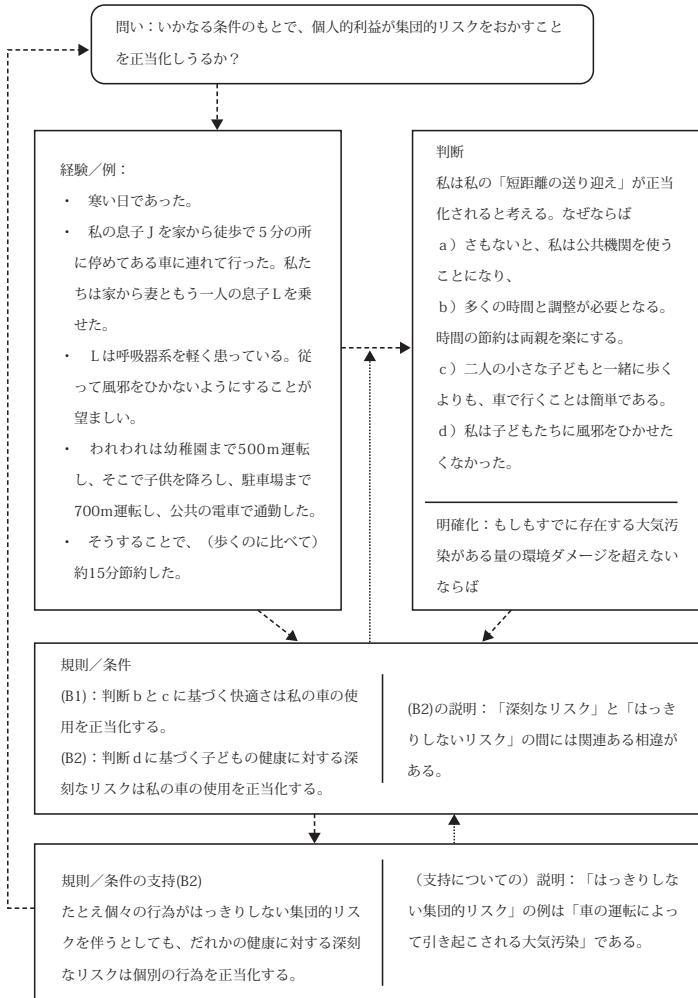 問い：いかなる条件のもとで、個人的利益が集団的リスクをおかすこと
を正当化しうるか？
経験／例：
・　寒い日であった。
・　私の息子Ｊを家から徒歩で５分の所
に停めてある車に連れて行った。私た
ちは家から妻ともう一人の息子Ｌを乗
せた。
・　Ｌは呼吸器系を軽く患っている。従
って風邪をひかないようにすることが
望ましい。
・　われわれは幼稚園まで500m運転
し、そこで子供を降ろし、駐車場まで
700m運転し、公共の電車で通勤した。
・　そうすることで、（歩くのに比べて）
約15分節約した。
判断
私は私の「短距離の送り迎え」が正当
化されると考える。なぜならば
ａ）さもないと、私は公共機関を使う
ことになり、
ｂ）多くの時間と調整が必要となる。
時間の節約は両親を楽にする。
ｃ）二人の小さな子どもと一緒に歩く
よりも、車で行くことは簡単である。
ｄ）私は子どもたちに風邪をひかせた
くなかった。
明確化：もしもすでに存在する大気汚
染がある量の環境ダメージを超えない
ならば
規則／条件
(B1)：判断ｂとｃに基づく快適さは私の車の使
用を正当化する。
(B2)：判断ｄに基づく子どもの健康に対する深
刻なリスクは私の車の使用を正当化する。
(B2)の説明：「深刻なリスク」と「はっき
りしないリスク」の間には関連ある相違が
ある。
規則／条件の支持(B2)
たとえ個々の行為がはっきりしない集団的リス
クを伴うとしても、だれかの健康に対する深刻
なリスクは個別の行為を正当化する。
（支持についての）説明：「はっきりしな
い集団的リスク」の例は「車の運転によっ
て引き起こされる大気汚染」である。